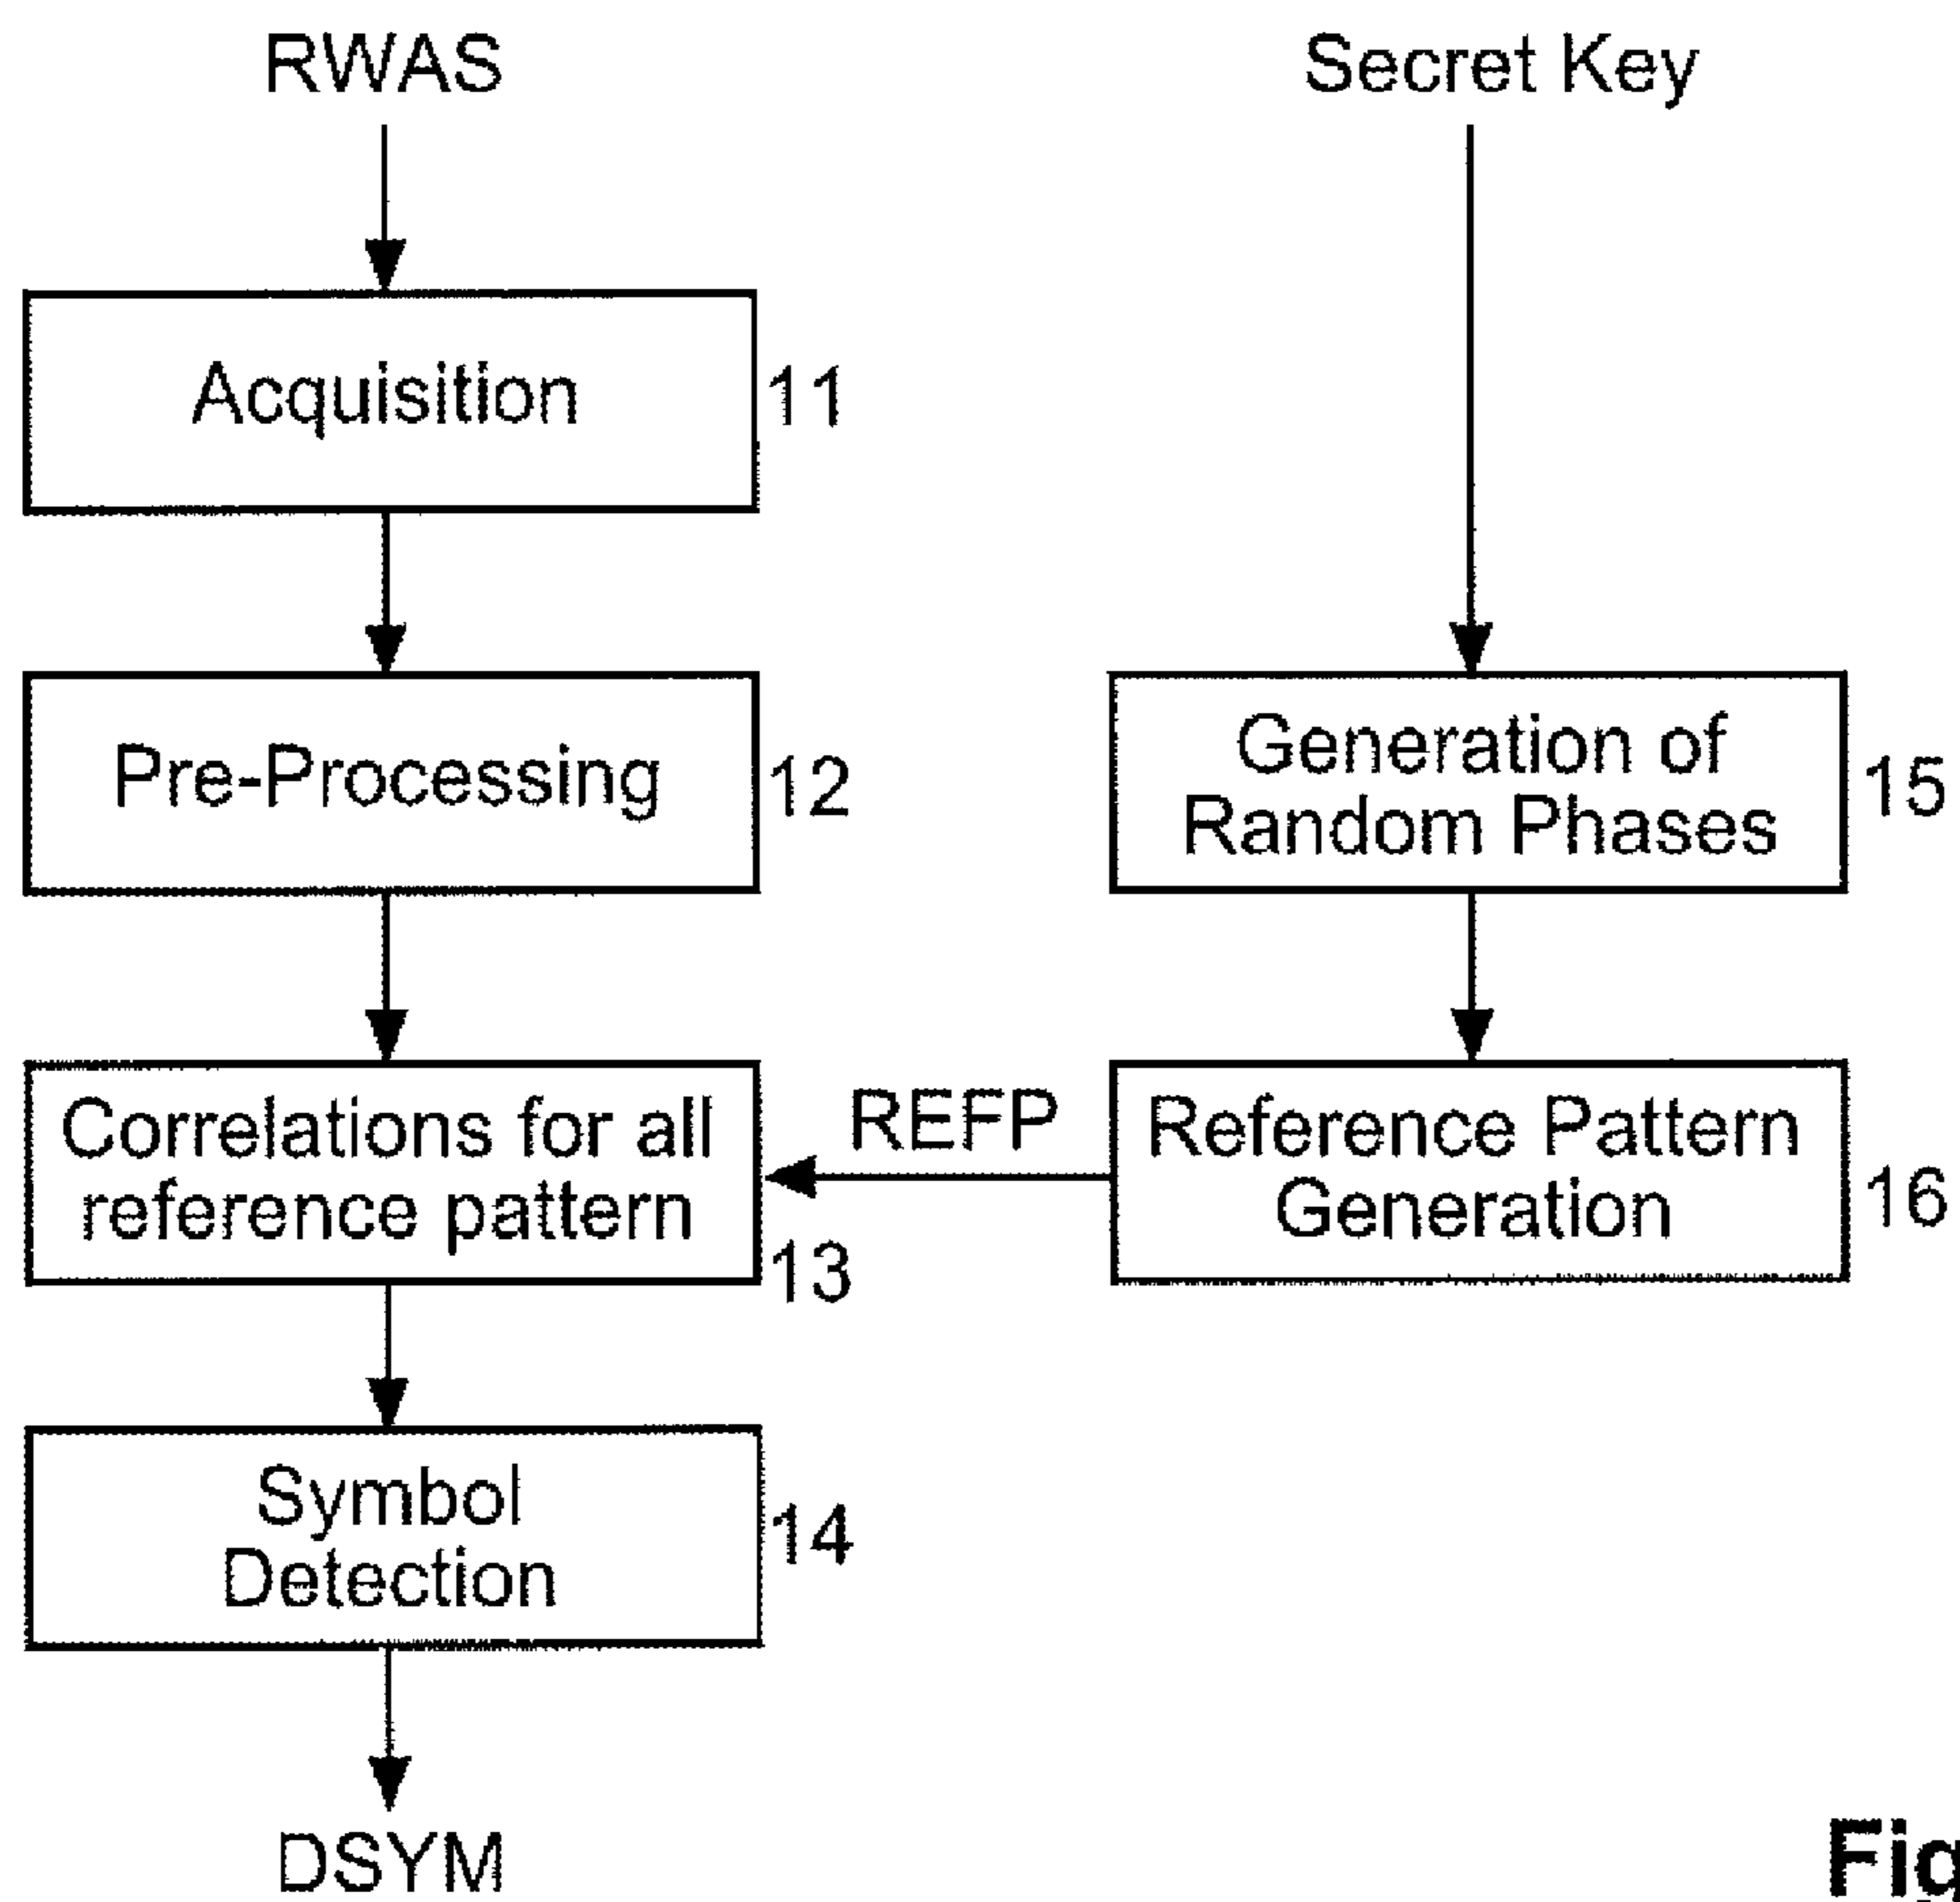 RWAS
Secret Key
Acquisition
11
Pre-Processing
12
Generation of
Random Phases
15
Correlations for all
reference pattern
13
REFP
Reference Pattern
Generation
16
Symbol
Detection
14
DSYM
Fig